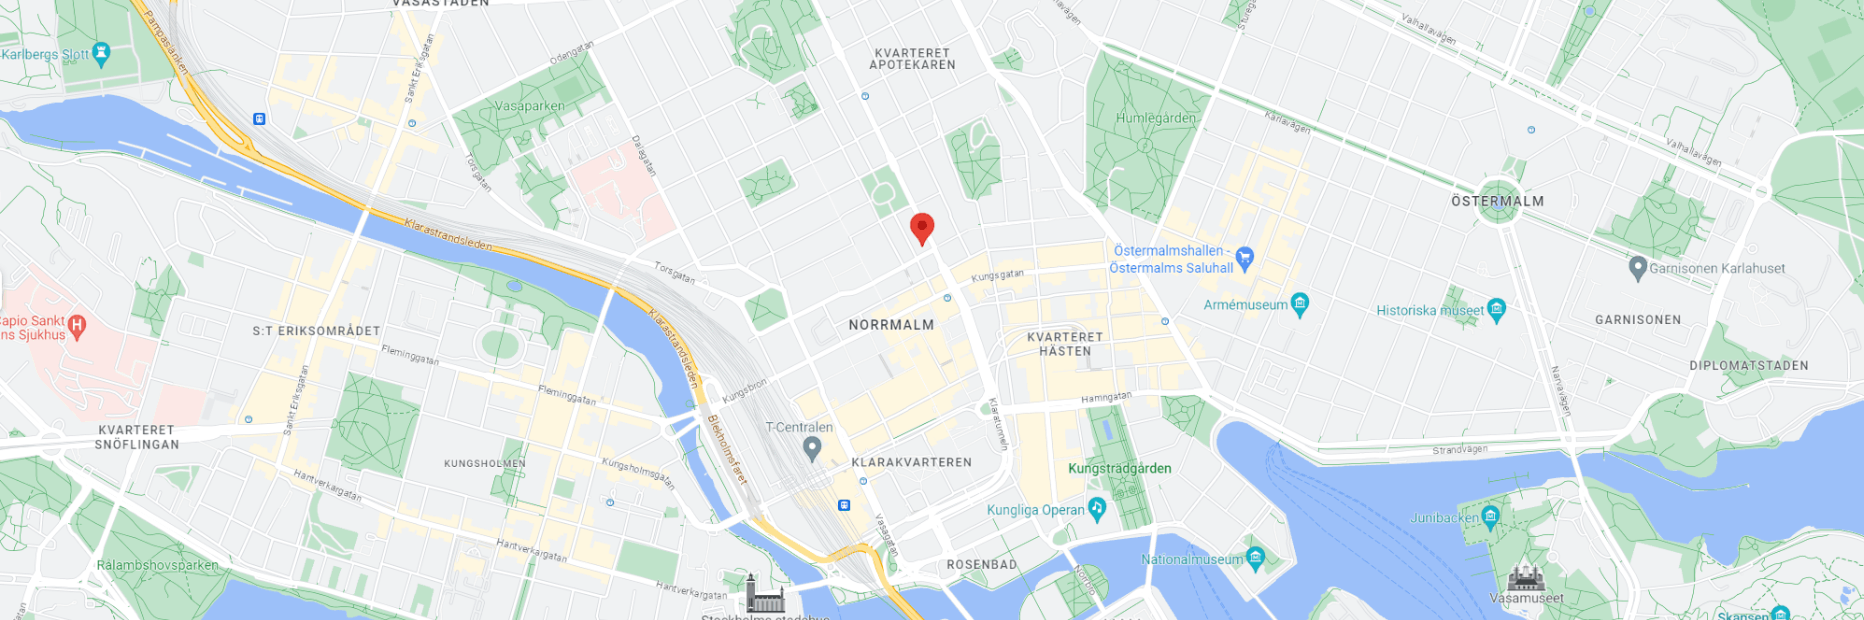 VASASTADEN
Karlbergs Slott
Pampaslänken
Sankt Eriksgatan
Odengatan
Vasaparken
Torsgatan
Dalagatan
KVARTERET
APOTEKAREN
Humlegården
Karlavägen
Valhallavägen
Valhallavägen
ÖSTERMALM
Klarastrandsleden
Torsgatan
Kungsgatan
Östermalmshallen -
Östermalms Saluhall
Garnisonen Karlahuset
Armémuseum
Historiska museet
GARNISONEN
Capio Sankt
ns Sjukhus
S:T ERIKSOMRÅDET
Fleminggatan
Klarastrandsleden
NORRMALM
KVARTERET
HÄSTEN
DIPLOMATSTADEN
Sankt Eriksgatan
Fleminggatan
Kungsbron
Hamngatan
Narvavägen
KVARTERET
SNÖFLINGAN
T-Centralen
Klaratunneln
Blekholmsfaret
KUNGSHOLMEN
Kungsholmsgatan
KLARAKVARTEREN
Kungsträdgården
Strandvägen
Hantverkargatan
Kungliga Operan
Junibacken
Vasagatan
Hantverkargatan
Rålambshovsparken
ROSENBAD
Nationalmuseum
Norrbro
Hantverkargatan
Vasamuseet
Stockholms stadshus
Skansen